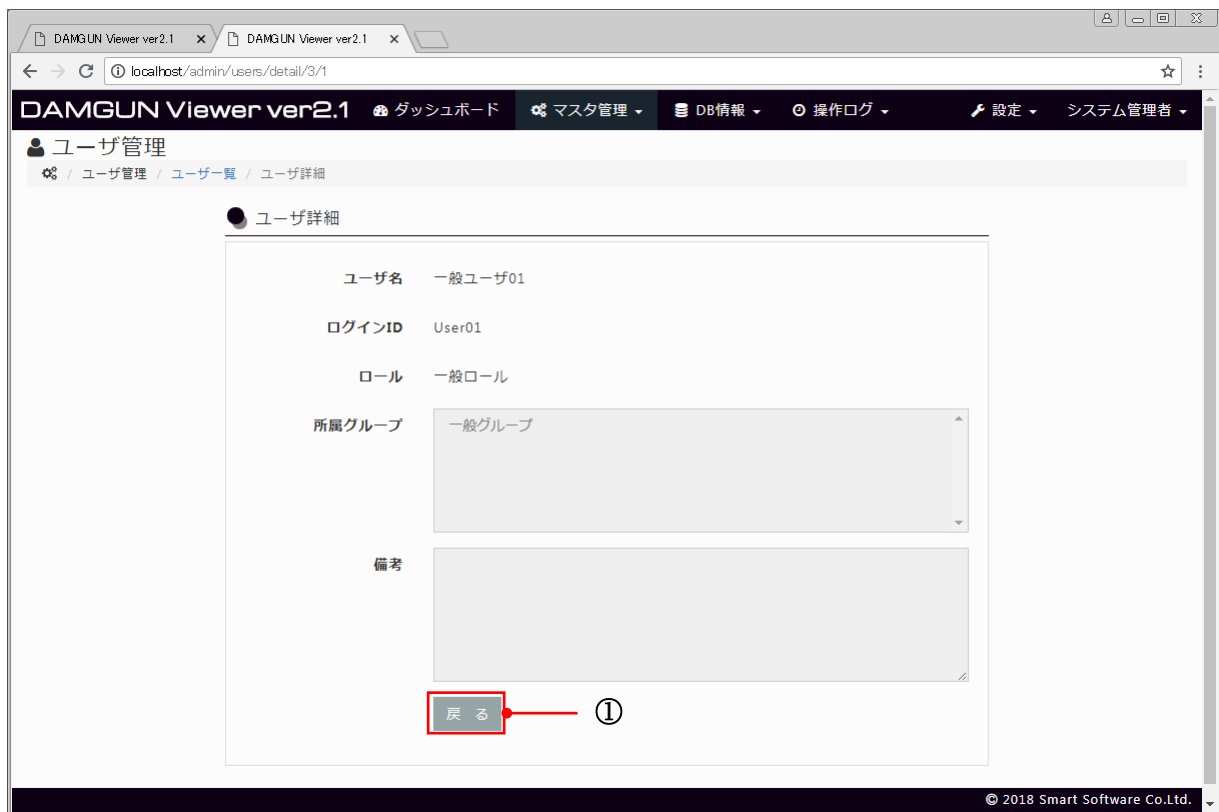 DAMGUN Viewer ver2.1 DAMGUN Viewer ver2.1
localhost/admin/users/detail/3/1
DAMGUN Viewer ver2.1 ダッシュボード マスタ管理 DB情報 操作ログ 設定 システム管理者
ユーザ管理
/ ユーザ管理 / ユーザ一覧 / ユーザ詳細
ユーザ詳細
ユーザ名 一般ユーザ01
ログインID User01
ロール 一般ロール
所属グループ 一般グループ
備考
戻 る ①
© 2018 Smart Software Co.Ltd.